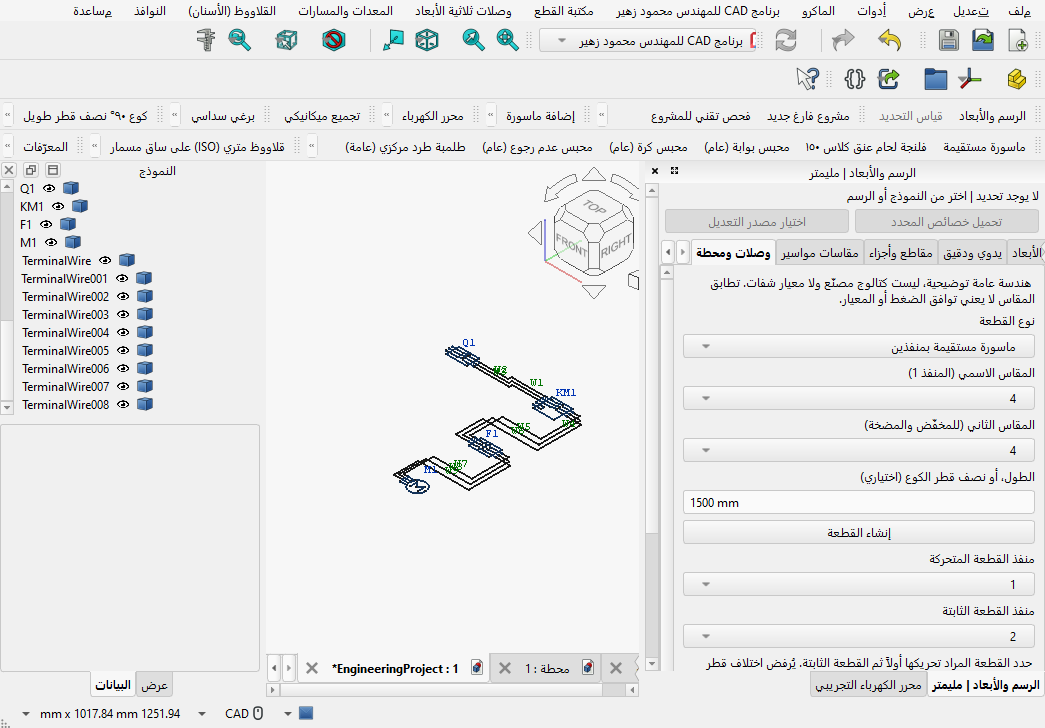 ملف تعديل عرض أدوات الماكرو برنامج CAD للمهندس محمود زهير مكتبة القطع وصلات ثلاثية الأبعاد المعدات والمسارات القلاووظ (الأسنان) النوافذ مساعدة
برنامج CAD للمهندس محمود زهير
الرسم والأبعاد قياس التحديد مشروع فارغ جديد فحص تقني للمشروع » إضافة ماسورة » محرر الكهرباء » تجميع ميكانيكي برغي سداسي » كوع ٩٠° نصف قطر طويل »
ماسورة مستقيمة فلنجة لحام عنق كلاس ١٥٠ محبس بوابة (عام) محبس كرة (عام) محبس عدم رجوع (عام) طلمبة طرد مركزي (عامة) » قلاووظ متري (ISO) على ساق مسمار » المعرّفات »
الرسم والأبعاد | مليمتر
لا يوجد تحديد | اختر من النموذج أو الرسم
تحميل خصائص المحدد
اختيار مصدر التعديل
الأبعاد يدوي ودقيق مقاطع وأجزاء مقاسات مواسير وصلات ومحطة
هندسة عامة توضيحية، ليست كتالوج مصنّع ولا معيار شفات. تطابق
المقاس لا يعني توافق الضغط أو المعيار.
نوع القطعة
ماسورة مستقيمة بمنفذين
المقاس الاسمي (المنفذ 1)
4
المقاس الثاني (للمخفّض والمضخة)
4
الطول، أو نصف قطر الكوع (اختياري)
1500 mm
إنشاء القطعة
منفذ القطعة المتحركة
1
منفذ القطعة الثابتة
2
حدد القطعة المراد تحريكها أولاً ثم القطعة الثابتة. يُرفض اختلاف قطر
الرسم والأبعاد | مليمتر محرر الكهرباء التجريبي
TOP
FRONT
RIGHT
Q1
W1
KM1
F1
W5
W7
M1
M
محطة : 1
*EngineeringProject : 1
النموذج
Q1
KM1
F1
M1
TerminalWire
TerminalWire001
TerminalWire002
TerminalWire003
TerminalWire004
TerminalWire005
TerminalWire006
TerminalWire007
TerminalWire008
عرض البيانات
CAD
mm x 1017.84 mm 1251.94